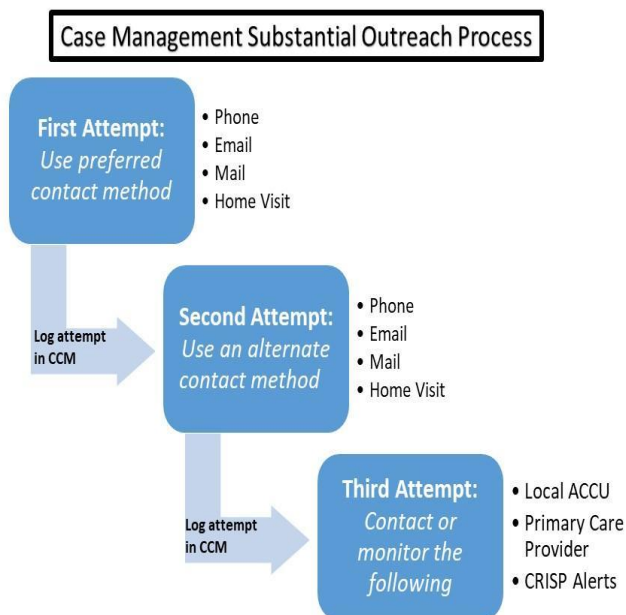 Case Management Substantial Outreach Process
First Attempt:
Use preferred
contact method
• Phone
• Email
• Mail
• Home Visit
Log attempt
in CCM
Second Attempt:
Use an alternate
contact method
• Phone
• Email
• Mail
• Home Visit
Log attempt
in CCM
Third Attempt:
Contact or
monitor the
following
• Local ACCU
• Primary Care
Provider
• CRISP Alerts